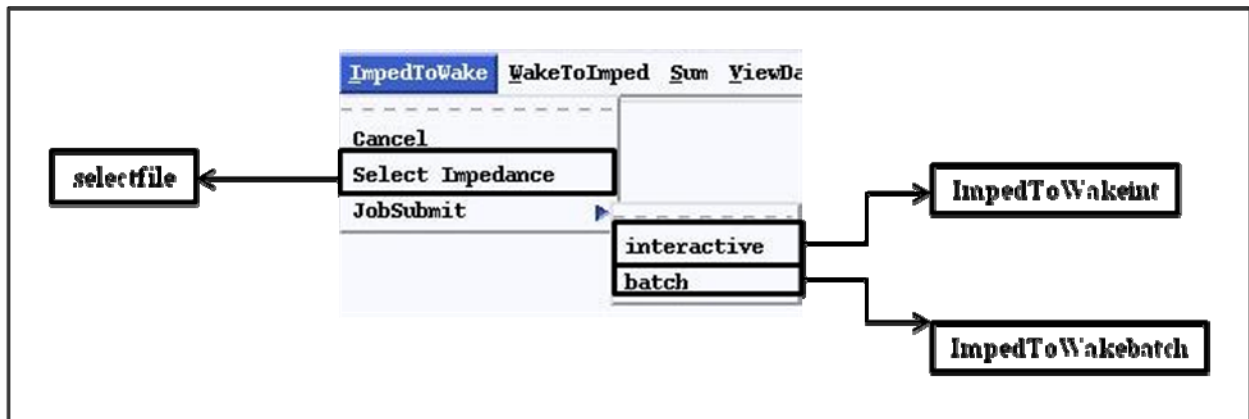 ImpedToWake WakeToImped Sum ViewDa
Cancel
selectfile
Select Impedance
ImpedToWakeint
JobSubmit
interactive
batch
ImpedToWakebatch